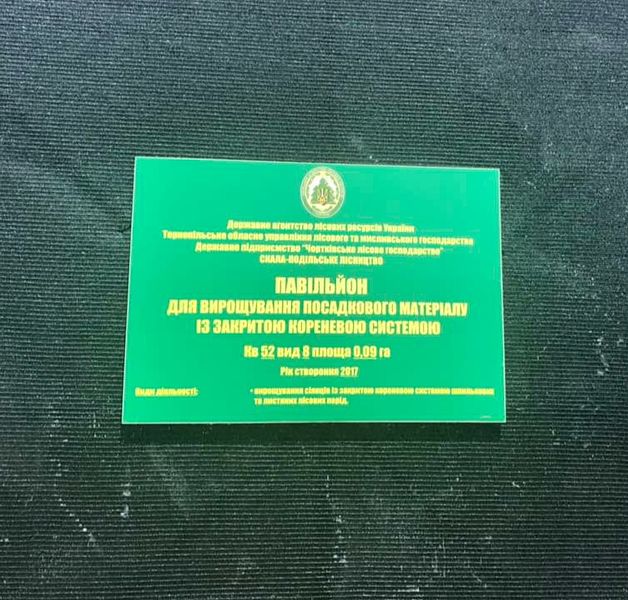 Державне агентство лісових ресурсів України
Тернопільське обласне управління лісового та мисливського господарства
Державне підприємство "Чортківське лісове господарство"
СКАЛА-ПОДІЛЬСЬКЕ ЛІСНИЦТВО
ПАВІЛЬЙОН
ДЛЯ ВИРОЩУВАННЯ ПОСАДКОВОГО МАТЕРІАЛУ
ІЗ ЗАКРИТОЮ КОРЕНЕВОЮ СИСТЕМОЮ
Кв 52 вид 8 площа 0,09 га
Рік створення 2017
Види діяльності:
• вирощування сіянців із закритою кореневою системою шпилькових
та листяних лісових порід.